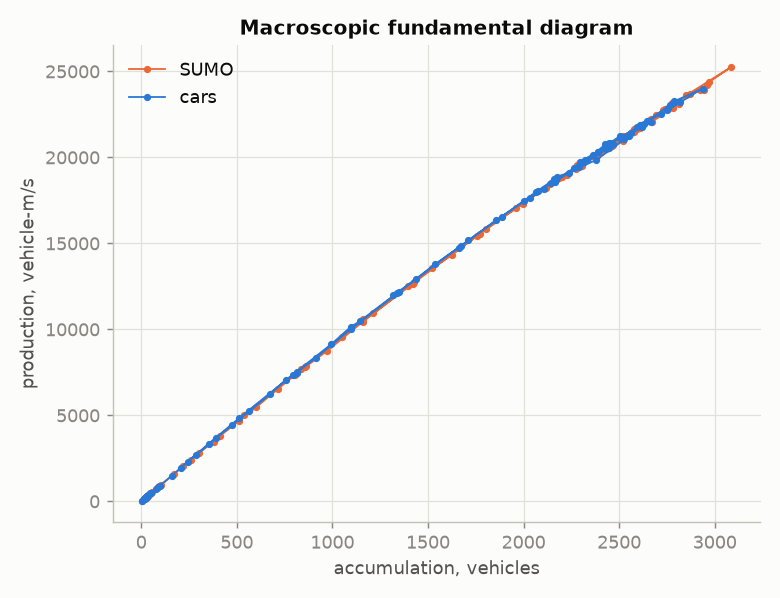 Macroscopic fundamental diagram
SUMO
cars
production, vehicle-m/s
25000
20000
15000
10000
5000
0
0 500 1000 1500 2000 2500 3000
accumulation, vehicles